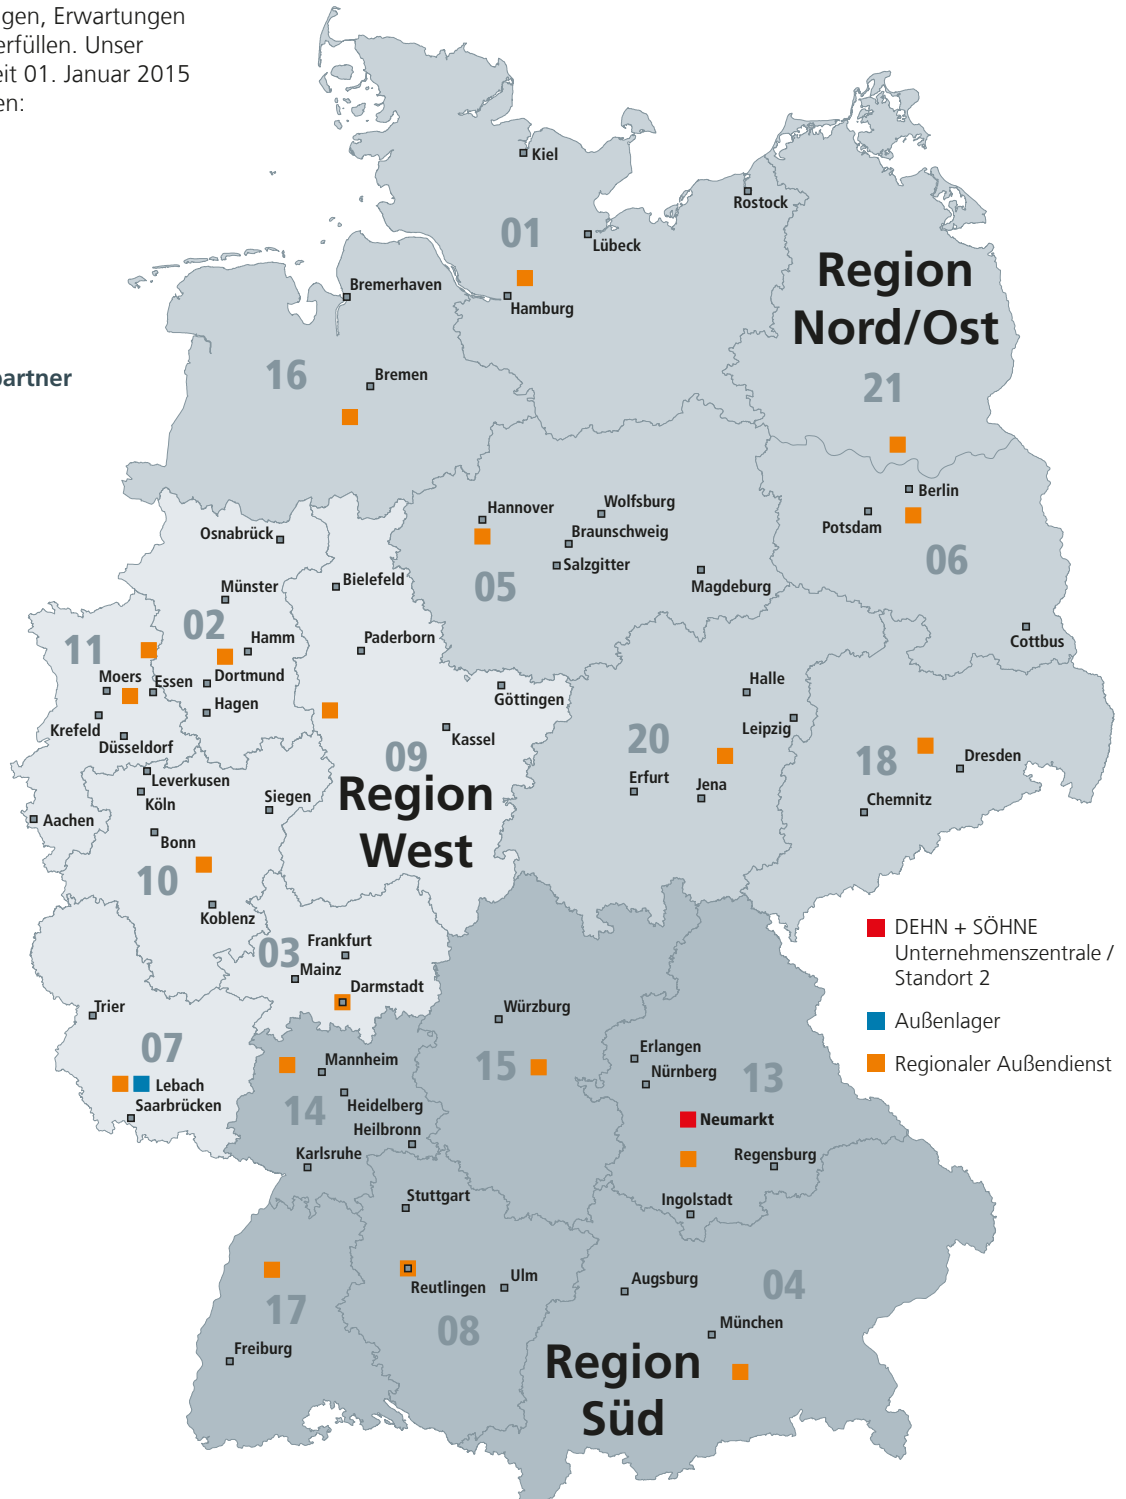 gen, Erwartungen
erfüllen. Unser
eit 01. Januar 2015
en:
partner
Kiel
Rostock
01
Lübeck
Region
Nord/Ost
Bremerhaven
Hamburg
16
Bremen
21
Berlin
Hannover
Wolfsburg
Potsdam
Braunschweig
Osnabrück
06
Salzgitter
05
Magdeburg
Bielefeld
Münster
02
Hamm
Paderborn
Cottbus
11
Moers
Essen
Dortmund
Halle
Göttingen
Hagen
Krefeld
Leipzig
Düsseldorf
Kassel
20
09
18
Dresden
Leverkusen
Erfurt
Jena
Region
West
Siegen
Köln
Chemnitz
Aachen
Bonn
10
Koblenz
DEHN + SÖHNE
Unternehmenszentrale /
Standort 2
03
Frankfurt
Mainz
Darmstadt
Trier
Würzburg
Außenlager
07
Erlangen
Mannheim
15
Nürnberg
Regionaler Außendienst
13
Lebach
Saarbrücken
14
Heidelberg
Neumarkt
Heilbronn
Karlsruhe
Regensburg
Stuttgart
Ingolstadt
Ulm
Augsburg
04
Reutlingen
17
08
München
Freiburg
Region
Süd